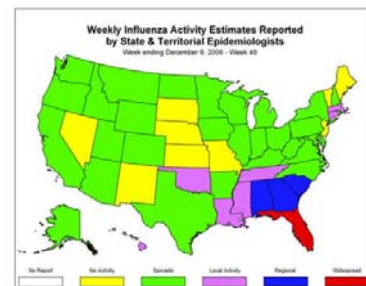 Weekly Influenza Activity Estimates Reported
by State & Territorial Epidemiologists
Week ending December 9, 2006 - Week 49
No Report No Activity Sporadic Local Activity Regional Widespread